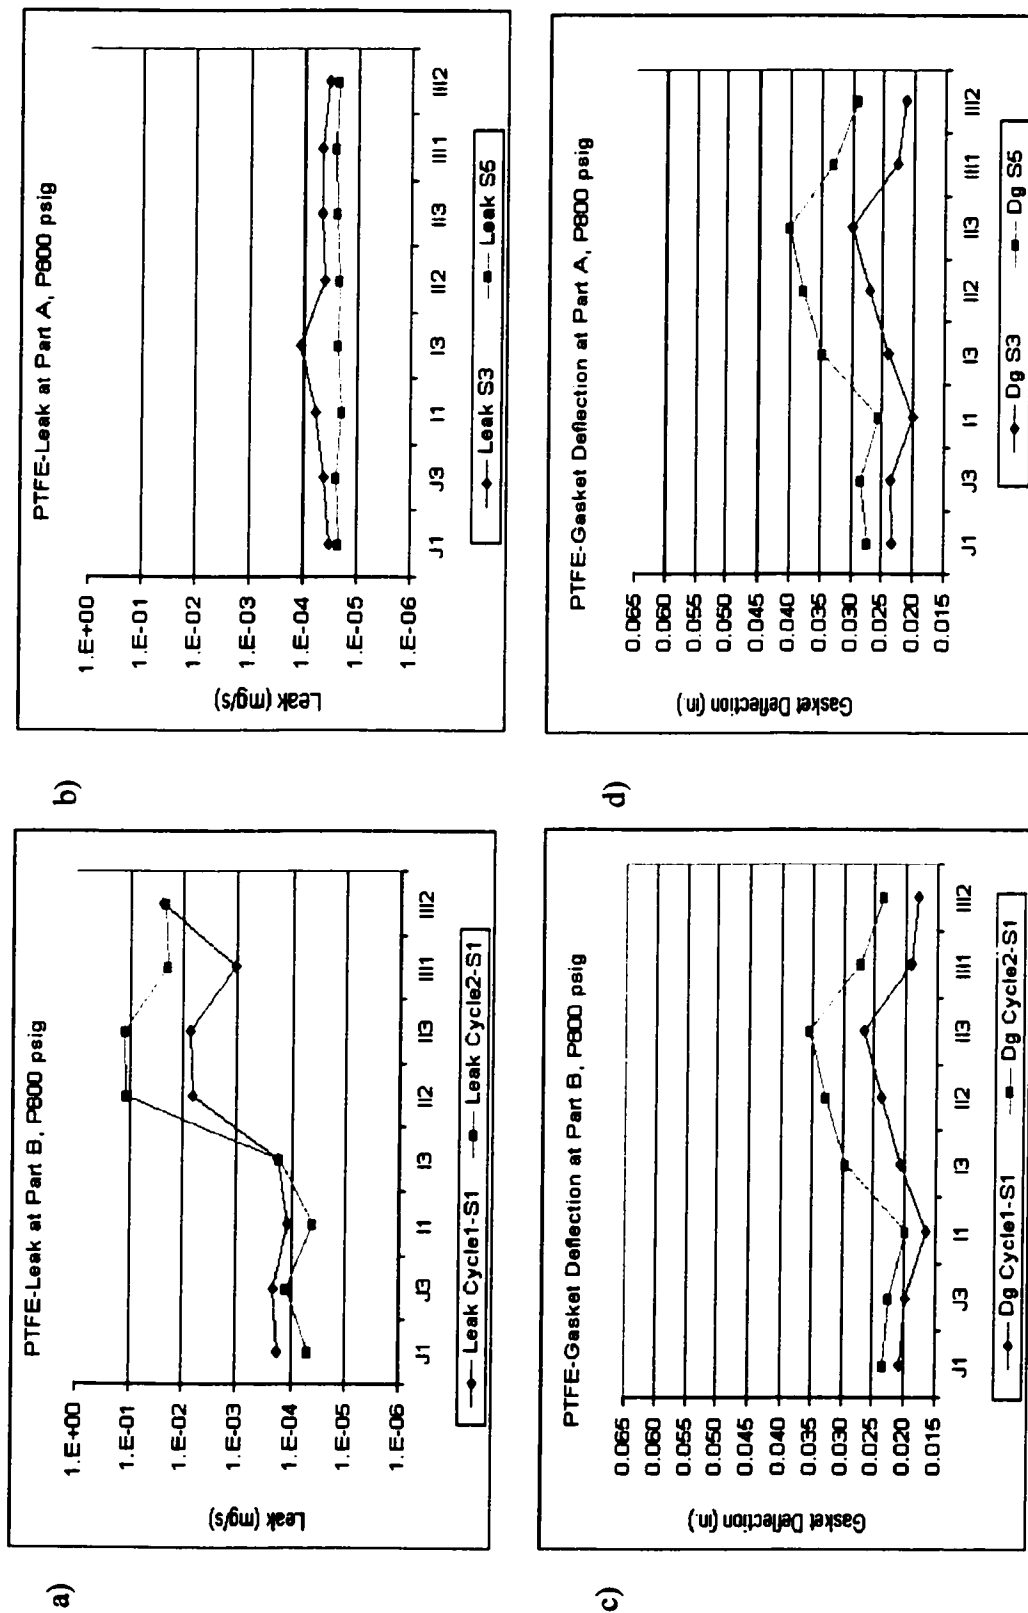 a)
PTFE-Leak at Part B, P800 psig
Leak (mg/s)
1.E+00
1.E-01
1.E-02
1.E-03
1.E-04
1.E-05
1.E-06
J1 J3 I1 I3 II2 II3 III1 III2
Leak Cycle1-S1 Leak Cycle2-S1
b)
PTFE-Leak at Part A, P800 psig
Leak (mg/s)
1.E+00
1.E-01
1.E-02
1.E-03
1.E-04
1.E-05
1.E-06
J1 J3 I1 I3 II2 II3 III1 III2
Leak S3 Leak S5
c)
PTFE-Gasket Deflection at Part B, P800 psig
Gasket Deflection (in.)
0.065
0.060
0.055
0.050
0.045
0.040
0.035
0.030
0.025
0.020
0.015
J1 J3 I1 I3 II2 II3 III1 III2
Dg Cycle1-S1 Dg Cycle2-S1
d)
PTFE-Gasket Deflection at Part A, P800 psig
Gasket Deflection (in.)
0.065
0.060
0.055
0.050
0.045
0.040
0.035
0.030
0.025
0.020
0.015
J1 J3 I1 I3 II2 II3 III1 III2
Dg S3 Dg S5